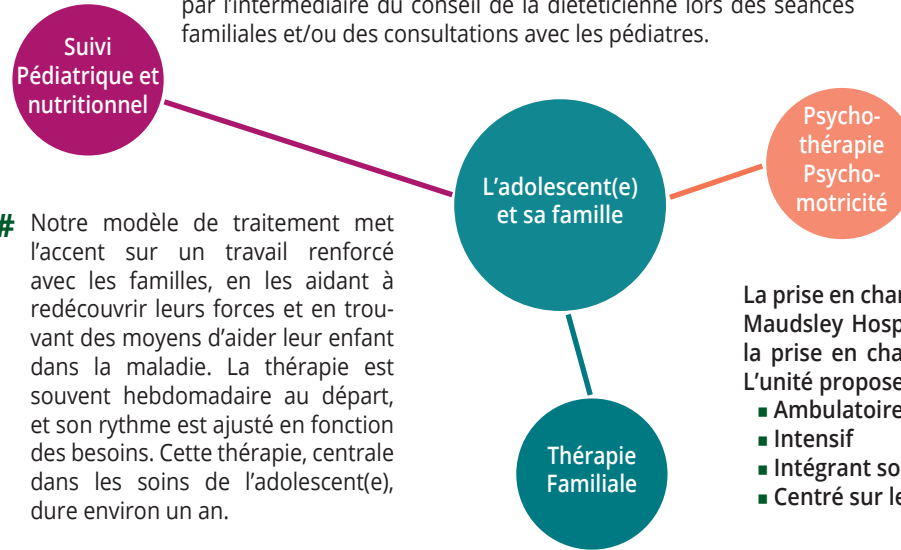 par l'intermédiaire du conseil de la diététicienne lors des séances
familiales et/ou des consultations avec les pédiatres.
Suivi
Pédiatrique et
nutritionnel
L'adolescent(e)
et sa famille
Psycho-
thérapie
Psycho-
motricité
# Notre modèle de traitement met
l'accent sur un travail renforcé
avec les familles, en les aidant à
redécouvrir leurs forces et en trou-
vant des moyens d'aider leur enfant
dans la maladie. La thérapie est
souvent hebdomadaire au départ,
et son rythme est ajusté en fonction
des besoins. Cette thérapie, centrale
dans les soins de l'adolescent(e),
dure environ un an.
Thérapie
Familiale
La prise en char
Maudsley Hosp
la prise en cha
L'unité propose
▪ Ambulatoire
▪ Intensif
▪ Intégrant so
▪ Centré sur le